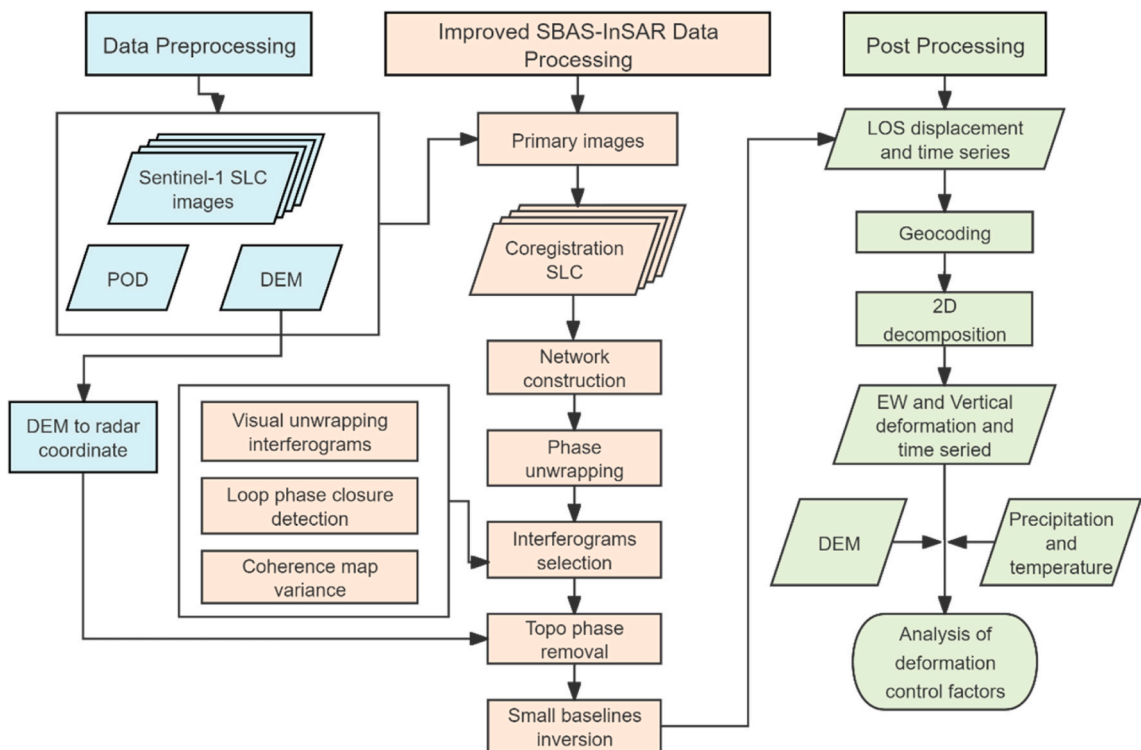 Data Preprocessing
Sentinel-1 SLC
images
POD
DEM
DEM to radar
coordinate
Improved SBAS-InSAR Data
Processing
Primary images
Coregistration
SLC
Network
construction
Phase
unwrapping
Visual unwrapping
interferograms
Loop phase closure
detection
Coherence map
variance
Interferograms
selection
Topo phase
removal
Small baselines
inversion
Post Processing
LOS displacement
and time series
Geocoding
2D
decomposition
EW and Vertical
deformation and
time seried
DEM
Precipitation
and
temperature
Analysis of
deformation
control factors